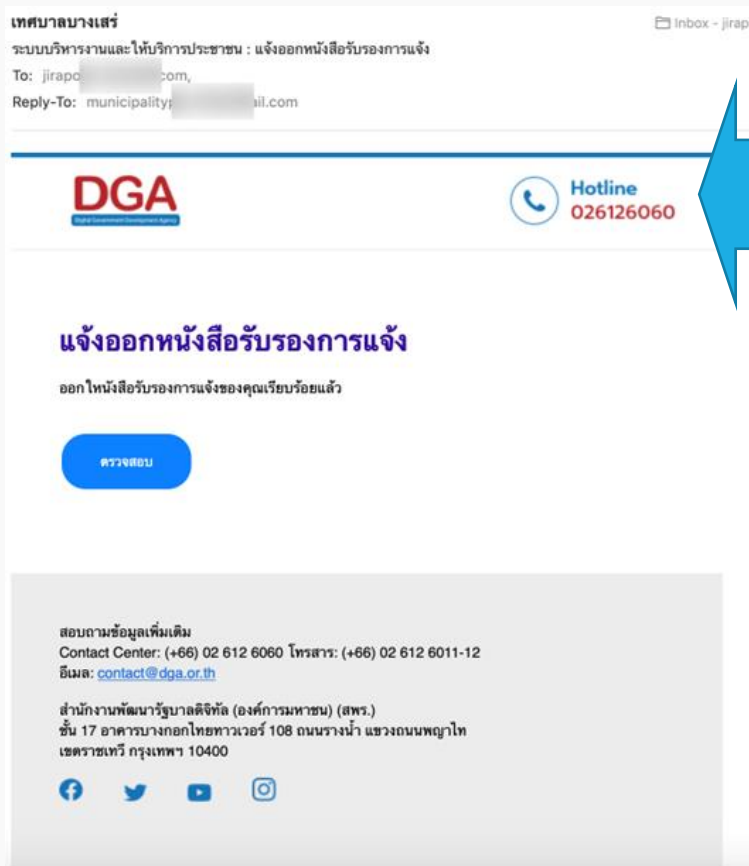 เทศบาลบางเสร่
Inbox - jirap
ระบบบริหารงานและให้บริการประชาชน : แจ้งออกหนังสือรับรองการแจ้ง
To: jirapo com,
Reply-To: municipality ail.com
DGA
Digital Government Development Agency
Hotline
026126060
แจ้งออกหนังสือรับรองการแจ้ง
ออกใหนังสือรับรองการแจ้งของคุณเรียบร้อยแล้ว
ตรวจสอบ
สอบถามข้อมูลเพิ่มเติม
Contact Center: (+66) 02 612 6060 โทรสาร: (+66) 02 612 6011-12
อีเมล: contact@dga.or.th
สำนักงานพัฒนารัฐบาลดิจิทัล (องค์การมหาชน) (สพร.)
ชั้น 17 อาคารบางกอกไทยทาวเวอร์ 108 ถนนรางน้ำ แขวงถนนพญาไท
เขตราชเทวี กรุงเทพฯ 10400